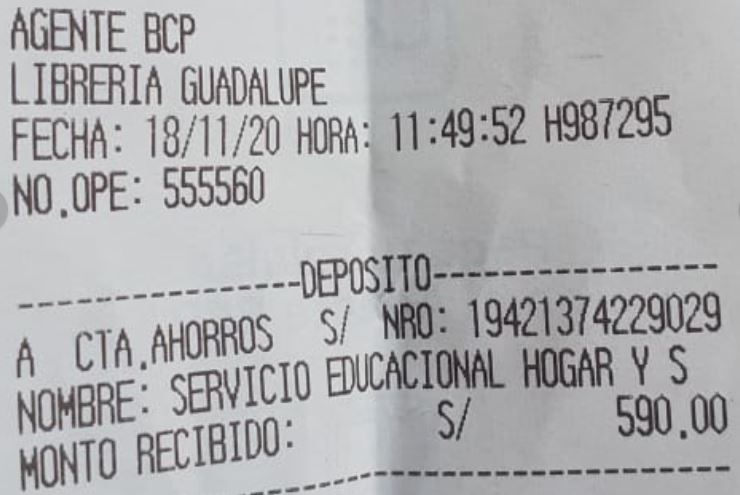 AGENTE BCP
LIBRERIA GUADALUPE
FECHA: 18/11/20 HORA: 11:49:52 H987295
NO.OPE: 555560
----------------DEPOSITO----------------
A CTA.AHORROS S/ NRO: 19421374229029
NOMBRE: SERVICIO EDUCACIONAL HOGAR Y S
MONTO RECIBIDO: S/ 590.00